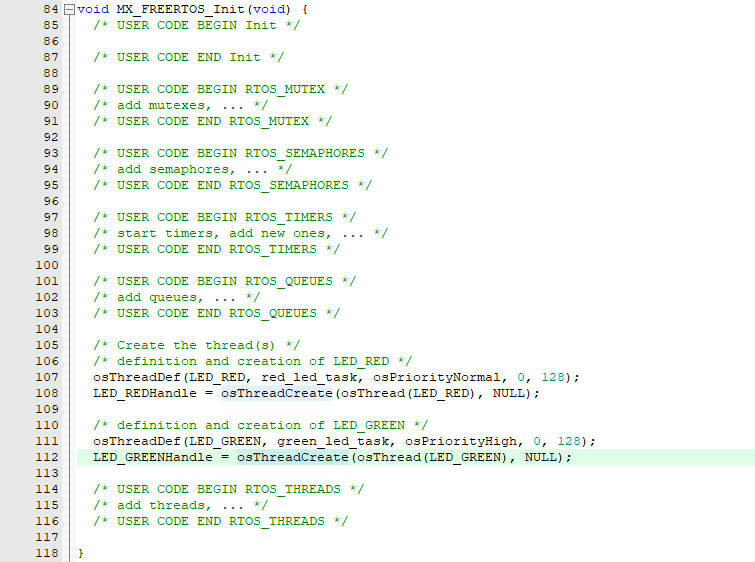 84 void MX_FREERTOS_Init(void) {
85 /* USER CODE BEGIN Init */
86
87 /* USER CODE END Init */
88
89 /* USER CODE BEGIN RTOS_MUTEX */
90 /* add mutexes, ... */
91 /* USER CODE END RTOS_MUTEX */
92
93 /* USER CODE BEGIN RTOS_SEMAPHORES */
94 /* add semaphores, ... */
95 /* USER CODE END RTOS_SEMAPHORES */
96
97 /* USER CODE BEGIN RTOS_TIMERS */
98 /* start timers, add new ones, ... */
99 /* USER CODE END RTOS_TIMERS */
100
101 /* USER CODE BEGIN RTOS_QUEUES */
102 /* add queues, ... */
103 /* USER CODE END RTOS_QUEUES */
104
105 /* Create the thread(s) */
106 /* definition and creation of LED_RED */
107 osThreadDef(LED_RED, red_led_task, osPriorityNormal, 0, 128);
108 LED_REDHandle = osThreadCreate(osThread(LED_RED), NULL);
109
110 /* definition and creation of LED_GREEN */
111 osThreadDef(LED_GREEN, green_led_task, osPriorityHigh, 0, 128);
112 LED_GREENHandle = osThreadCreate(osThread(LED_GREEN), NULL);
113
114 /* USER CODE BEGIN RTOS_THREADS */
115 /* add threads, ... */
116 /* USER CODE END RTOS_THREADS */
117
118 }